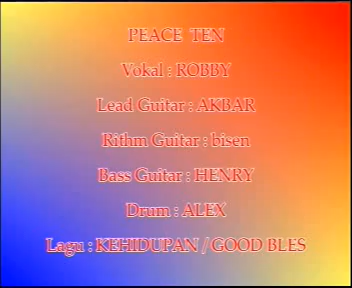 PEACE TEN
Vokal : ROBBY
Lead Guitar : AKBAR
Rithm Guitar : bisen
Bass Guitar : HENRY
Drum : ALEX
Lagu : KEHIDUPAN / GOOD BLES